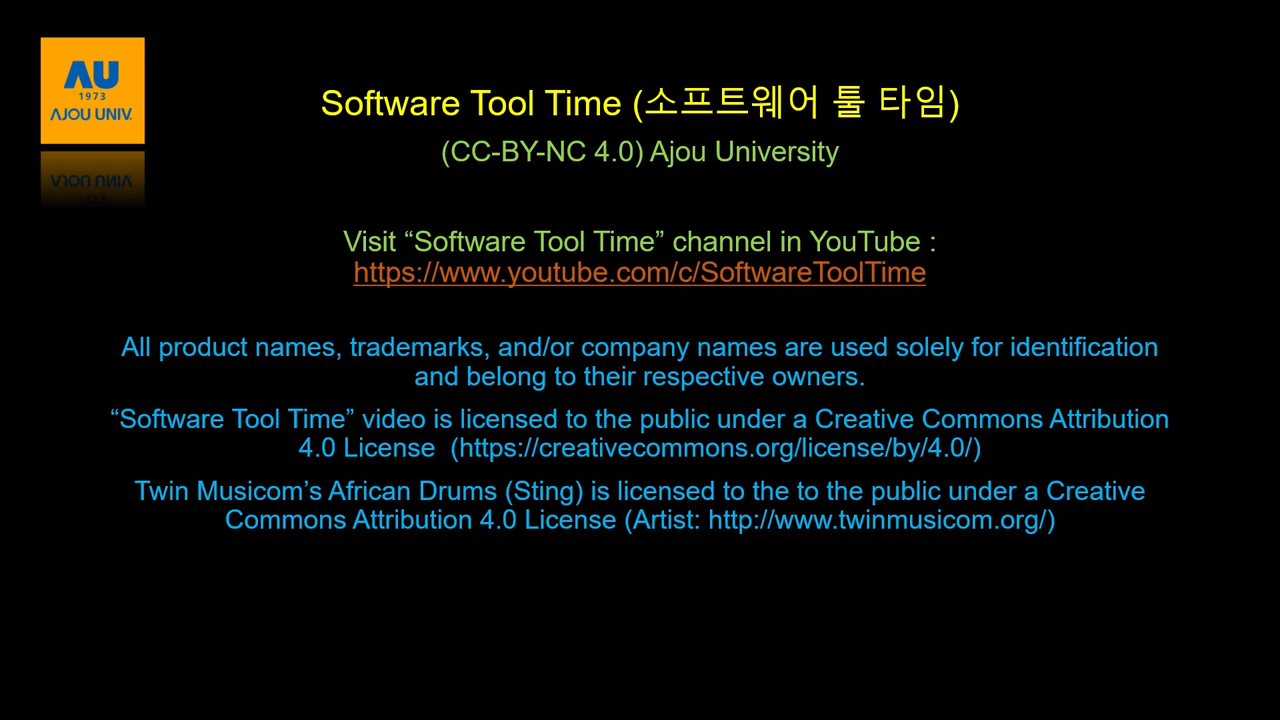 AU
1973
AJOU UNIV.
Software Tool Time (소프트웨어 툴 타임)
(CC-BY-NC 4.0) Ajou University
Visit “Software Tool Time” channel in YouTube :
https://www.youtube.com/c/SoftwareToolTime
All product names, trademarks, and/or company names are used solely for identification
and belong to their respective owners.
“Software Tool Time” video is licensed to the public under a Creative Commons Attribution
4.0 License  (https://creativecommons.org/license/by/4.0/)
Twin Musicom’s African Drums (Sting) is licensed to the to the public under a Creative
Commons Attribution 4.0 License (Artist: http://www.twinmusicom.org/)